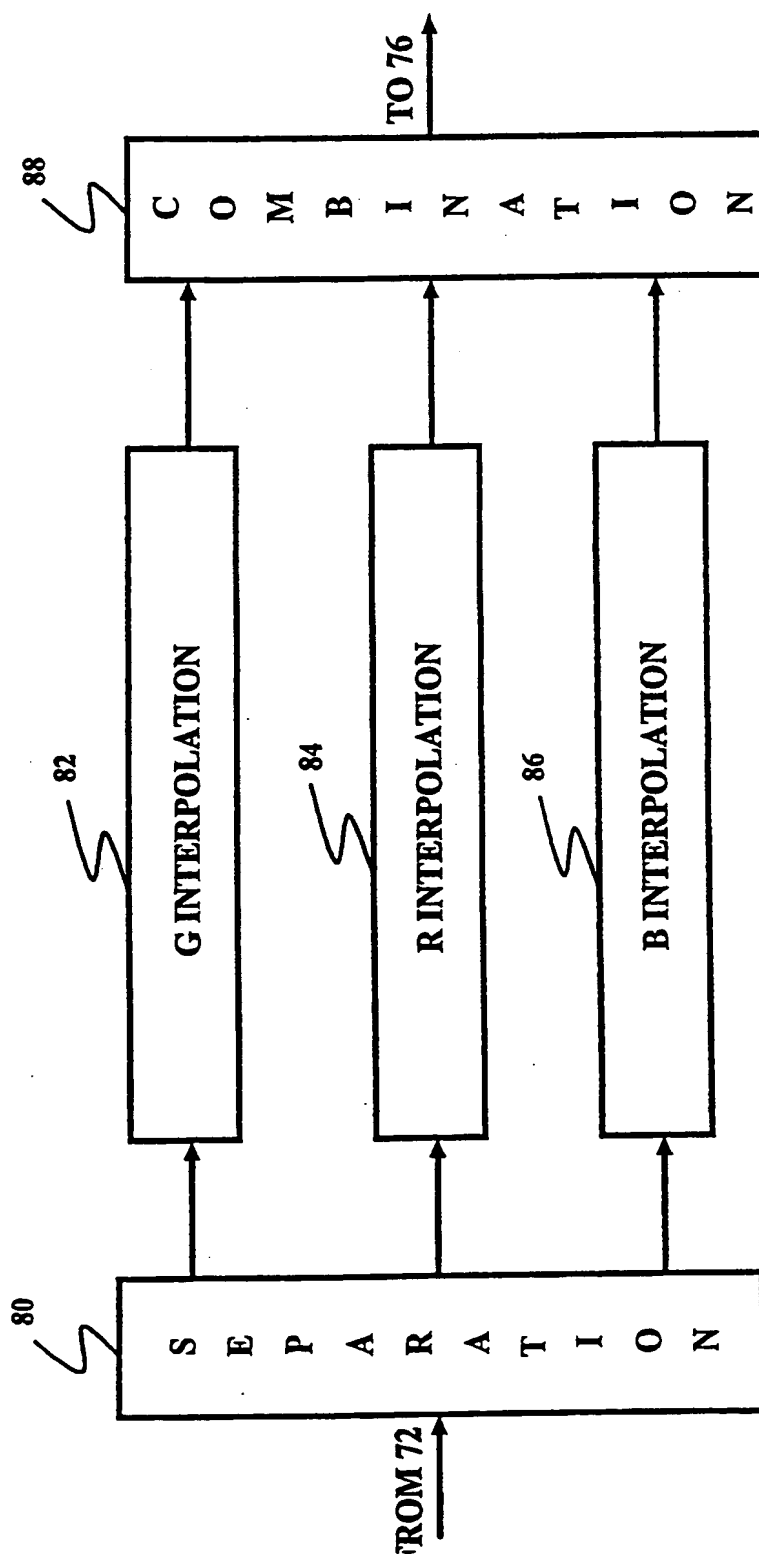 FROM 72
80
SEPARATION
82
G INTERPOLATION
84
R INTERPOLATION
86
B INTERPOLATION
88
COMBINATION
TO 76